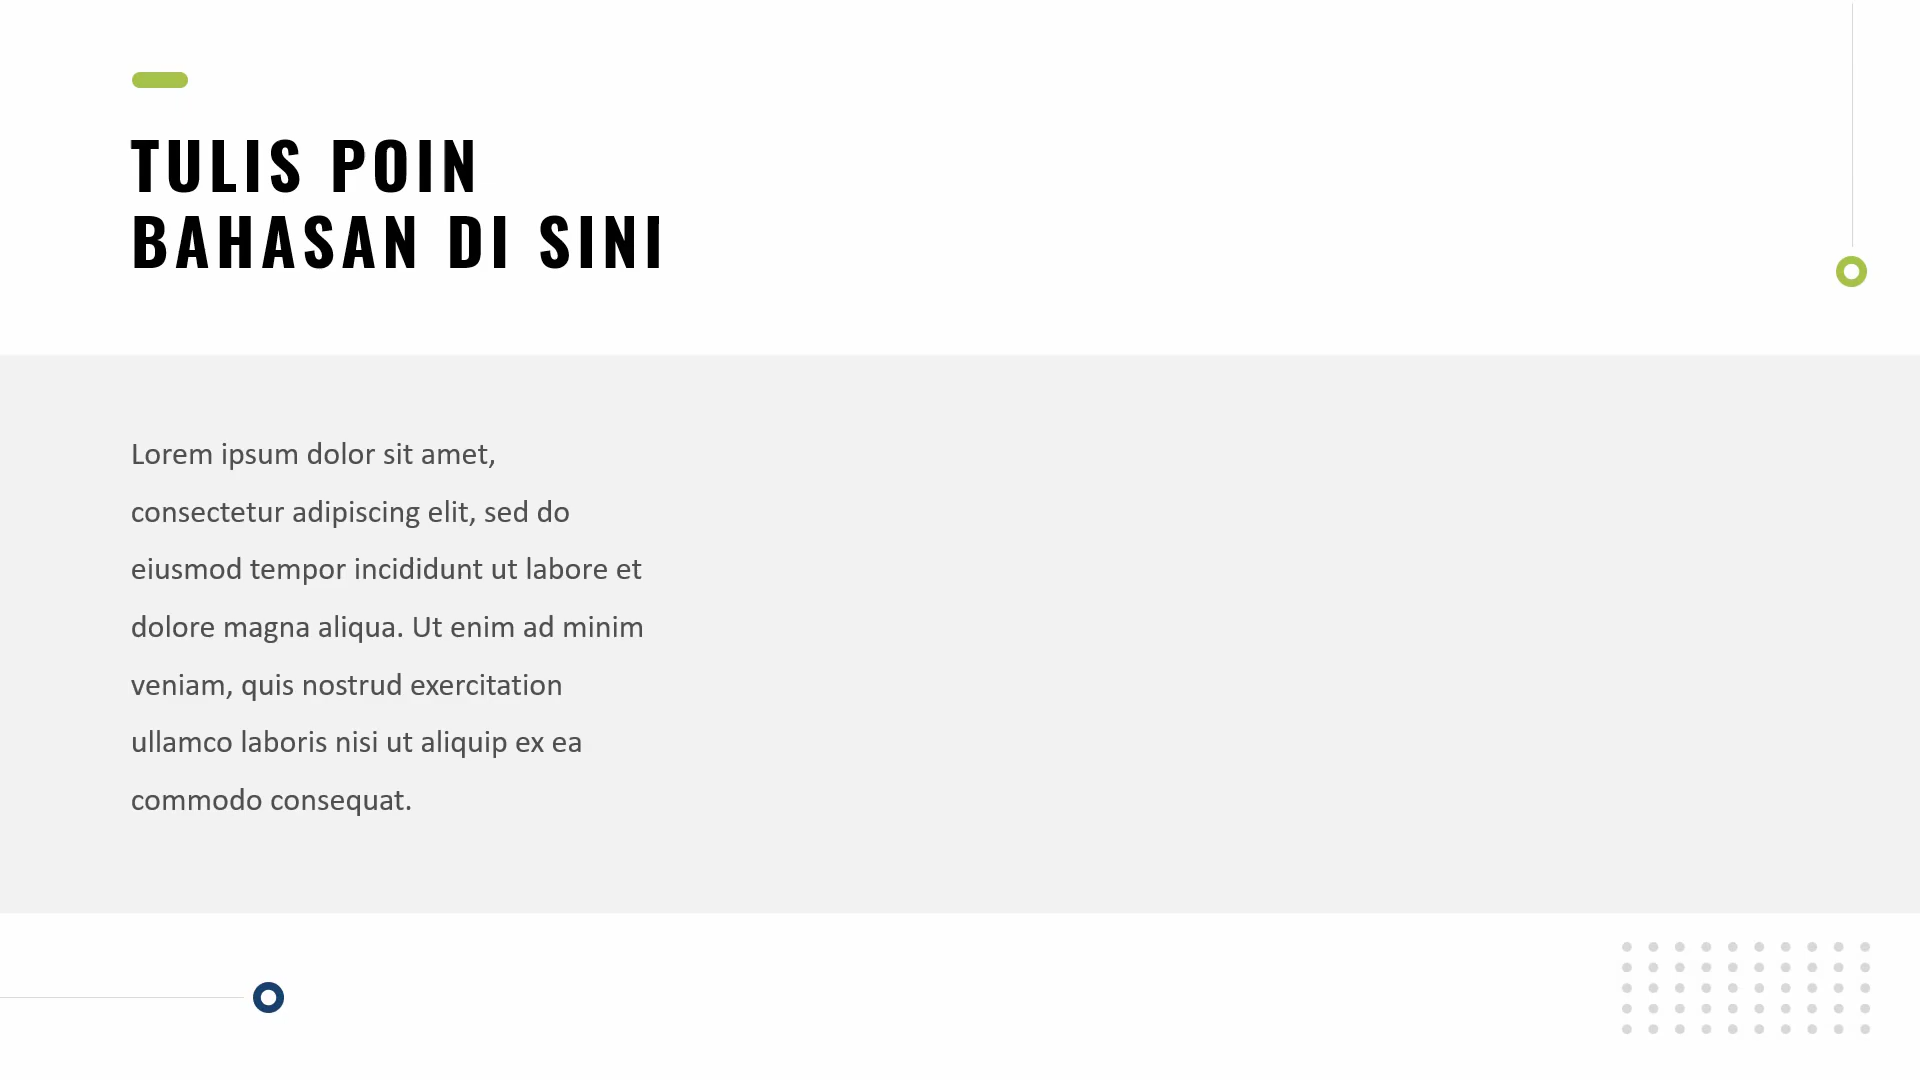 TULIS POIN
BAHASAN DI SINI
Lorem ipsum dolor sit amet,
consectetur adipiscing elit, sed do
eiusmod tempor incididunt ut labore et
dolore magna aliqua. Ut enim ad minim
veniam, quis nostrud exercitation
ullamco laboris nisi ut aliquip ex ea
commodo consequat.